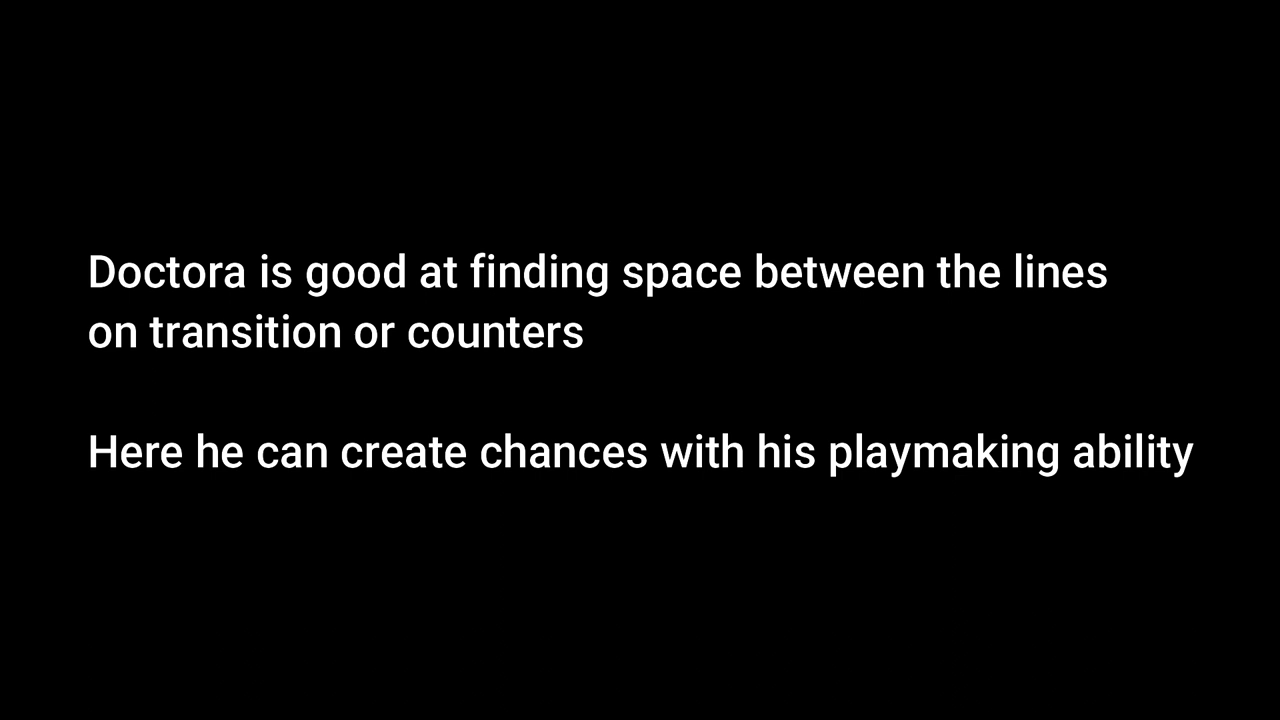 Doctora is good at finding space between the lines
on transition or counters
Here he can create chances with his playmaking ability